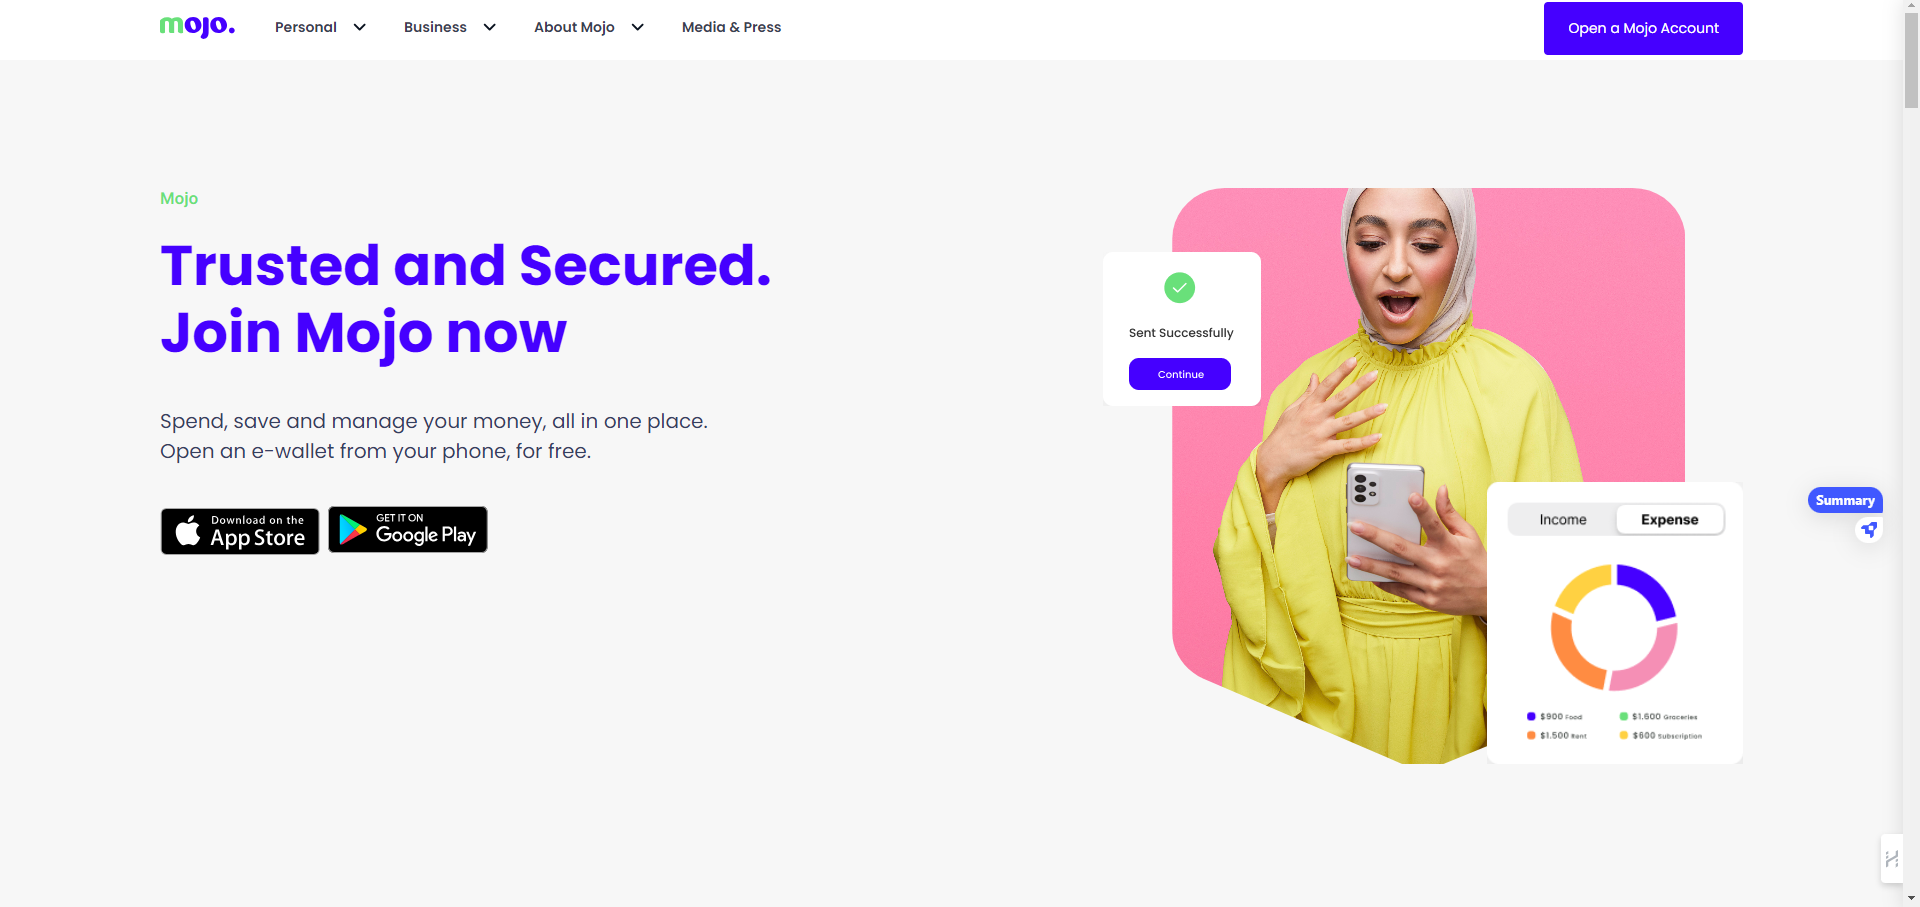 mojo.
Personal
Business
About Mojo
Media & Press
Open a Mojo Account
Mojo
Trusted and Secured.
Join Mojo now
Spend, save and manage your money, all in one place.
Open an e-wallet from your phone, for free.
Download on the
App Store
GET IT ON
Google Play
Sent Successfully
Continue
Summary
Income
Expense
$900 Food
$1.600 Groceries
$1.500 Rent
$600 Subscription